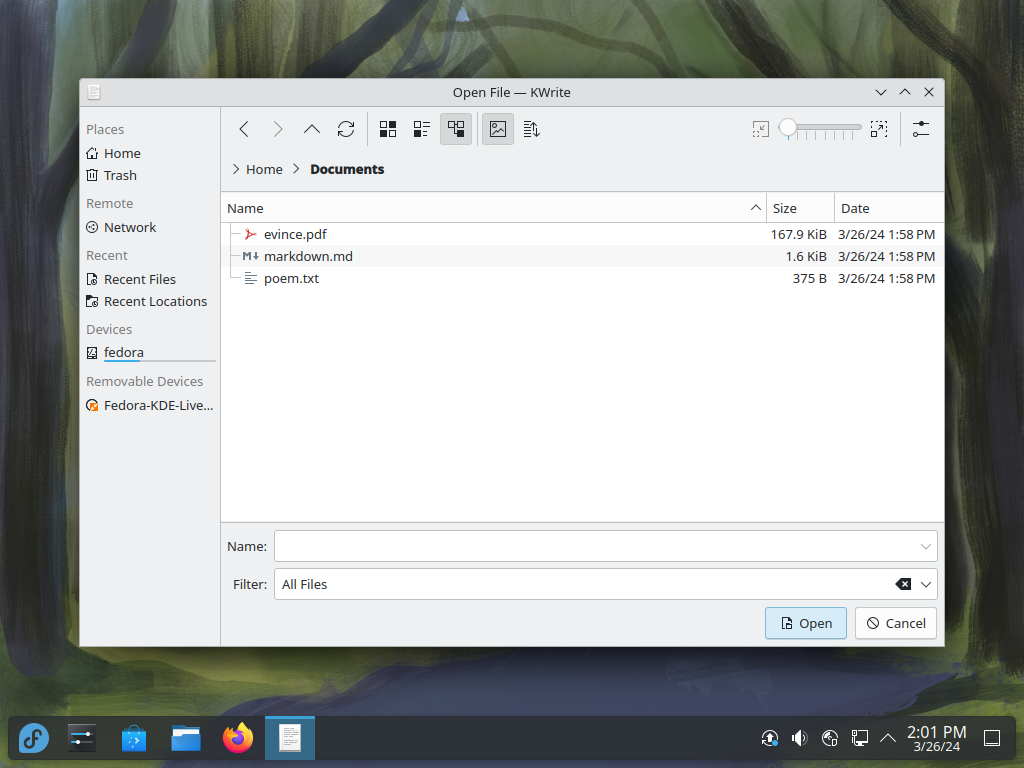 Open File — KWrite
Places
Home
Trash
Remote
Network
Recent
Recent Files
Recent Locations
Devices
fedora
Removable Devices
Fedora-KDE-Live...
Home
Documents
Name Size Date
evince.pdf 167.9 KiB 3/26/24 1:58 PM
markdown.md 1.6 KiB 3/26/24 1:58 PM
poem.txt 375 B 3/26/24 1:58 PM
Name:
Filter: All Files
Open Cancel
2:01 PM
3/26/24